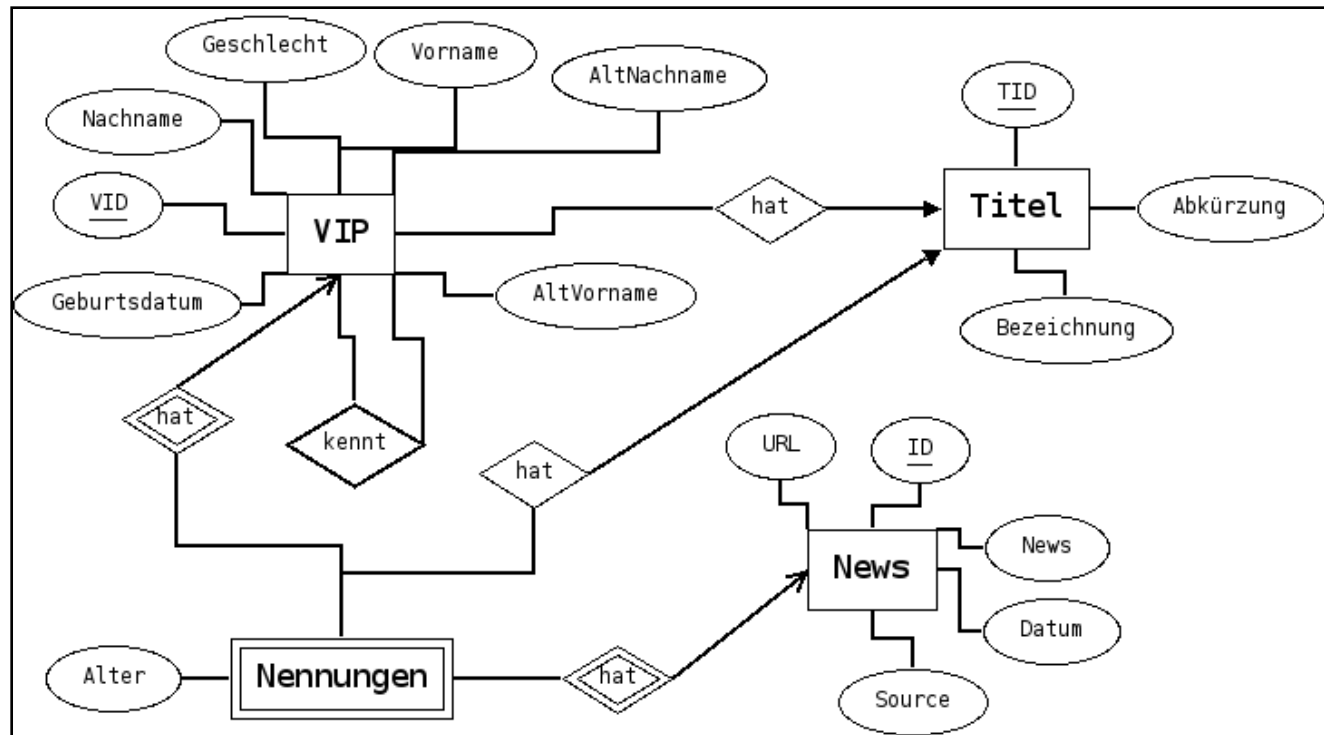 Geschlecht
Vorname
AltNachname
Nachname
TID
VID
VIP
hat
Titel
Abkürzung
Geburtsdatum
AltVorname
Bezeichnung
hat
kennt
hat
URL
ID
News
News
Datum
Alter
Nennungen
hat
Source